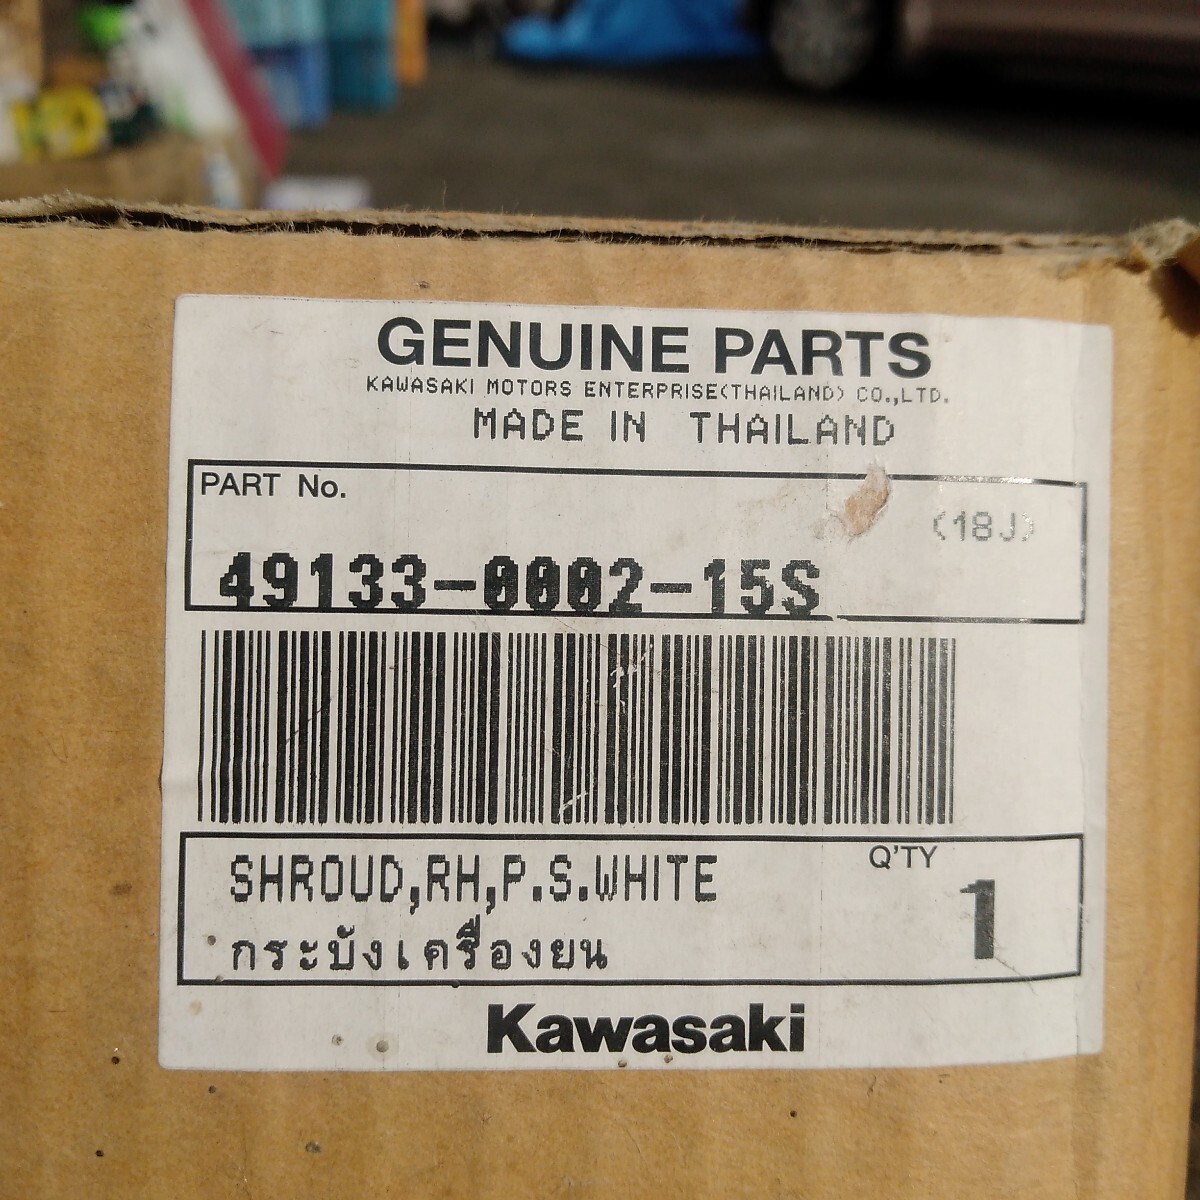 GENUINE PARTS
KAWASAKI MOTORS ENTERPRISE(THAILAND) CO.,LTD.
MADE IN THAILAND
PART No.
(18J)
49133-0002-15S
SHROUD,RH,P.S.WHITE
Q'TY
1
กระบังเครื่องยน
Kawasaki